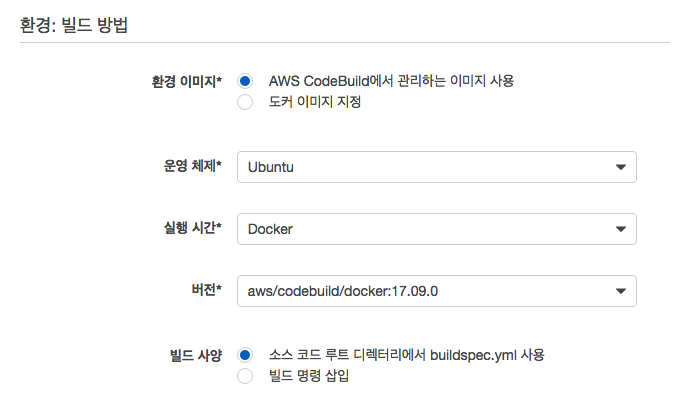 환경: 빌드 방법
환경 이미지* AWS CodeBuild에서 관리하는 이미지 사용
도커 이미지 지정
운영 체제* Ubuntu
실행 시간* Docker
버전* aws/codebuild/docker:17.09.0
빌드 사양 소스 코드 루트 디렉터리에서 buildspec.yml 사용
빌드 명령 삽입